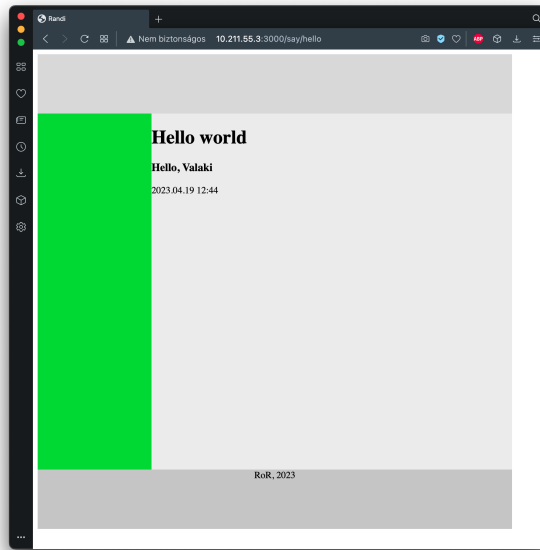 Randi
Nem biztonságos 10.211.55.3:3000/say/hello
ABP
Hello world
Hello, Valaki
2023.04.19 12:44
RoR, 2023